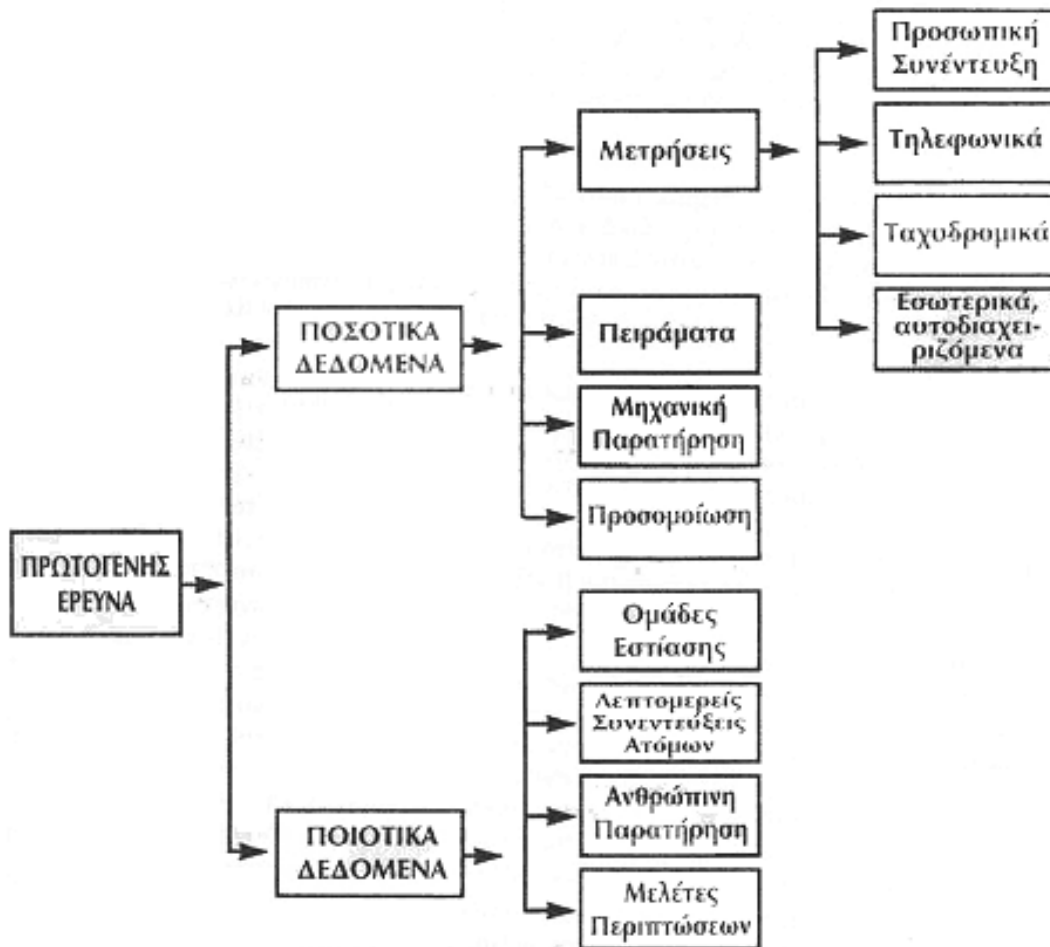 Προσωπική
Συνέντευξη
Μετρήσεις
Τηλεφωνικά
Ταχυδρομικά
Εσωτερικά,
αυτοδιαχει-
ριζόμενα
ΠΟΣΟΤΙΚΑ
ΔΕΔΟΜΕΝΑ
Πειράματα
Μηχανική
Παρατήρηση
Προσομοίωση
ΠΡΩΤΟΓΕΝΗΣ
ΕΡΕΥΝΑ
Ομάδες
Εστίασης
Λεπτομερείς
Συνεντεύξεις
Ατόμων
Ανθρώπινη
Παρατήρηση
ΠΟΙΟΤΙΚΑ
ΔΕΔΟΜΕΝΑ
Μελέτες
Περιπτώσεων